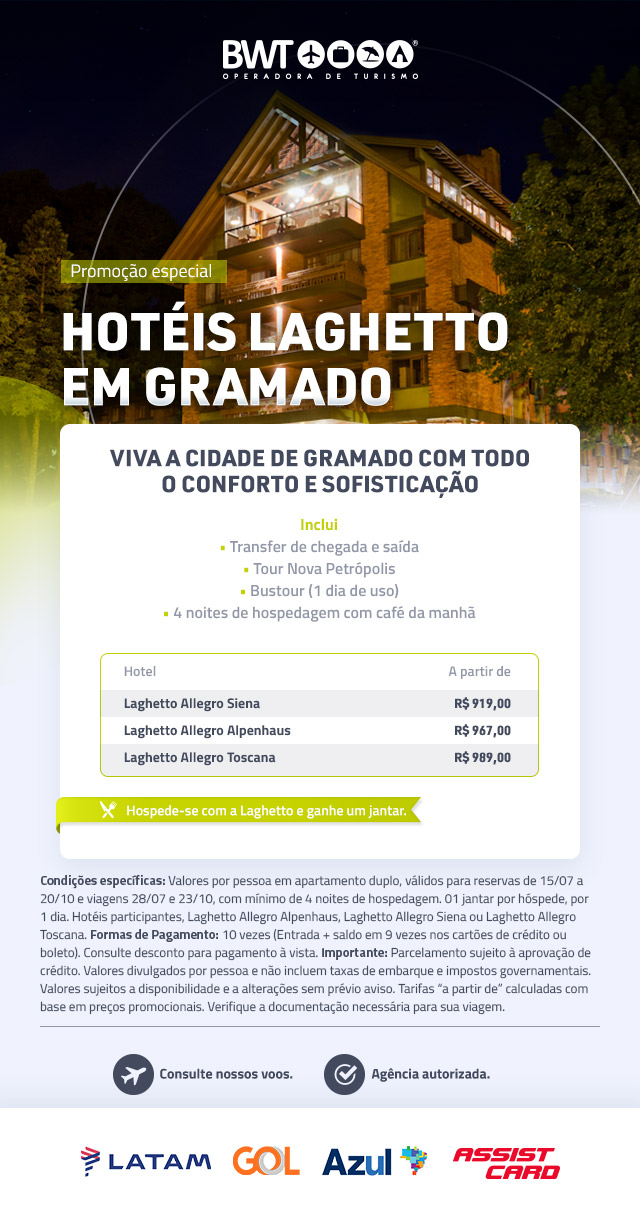 BWT
OPERADORA DE TURISMO
Promoção especial
HOTÉIS LAGHETTO
EM GRAMADO
VIVA A CIDADE DE GRAMADO COM TODO
O CONFORTO E SOFISTICAÇÃO
Inclui
▪ Transfer de chegada e saída
▪ Tour Nova Petrópolis
▪ Bustour (1 dia de uso)
▪ 4 noites de hospedagem com café da manhã
Hotel A partir de
Laghetto Allegro Siena R$ 919,00
Laghetto Allegro Alpenhaus R$ 967,00
Laghetto Allegro Toscana R$ 989,00
Hospede-se com a Laghetto e ganhe um jantar.
Condições específicas: Valores por pessoa em apartamento duplo, válidos para reservas de 15/07 a
20/10 e viagens 28/07 e 23/10, com mínimo de 4 noites de hospedagem. 01 jantar por hóspede, por
1 dia. Hotéis participantes, Laghetto Allegro Alpenhaus, Laghetto Allegro Siena ou Laghetto Allegro
Toscana. Formas de Pagamento: 10 vezes (Entrada + saldo em 9 vezes nos cartões de crédito ou
boleto). Consulte desconto para pagamento à vista. Importante: Parcelamento sujeito à aprovação de
crédito. Valores divulgados por pessoa e não incluem taxas de embarque e impostos governamentais.
Valores sujeitos a disponibilidade e a alterações sem prévio aviso. Tarifas “a partir de” calculadas com
base em preços promocionais. Verifique a documentação necessária para sua viagem.
Consulte nossos voos. Agência autorizada.
LATAM GOL Azul ASSIST
CARD